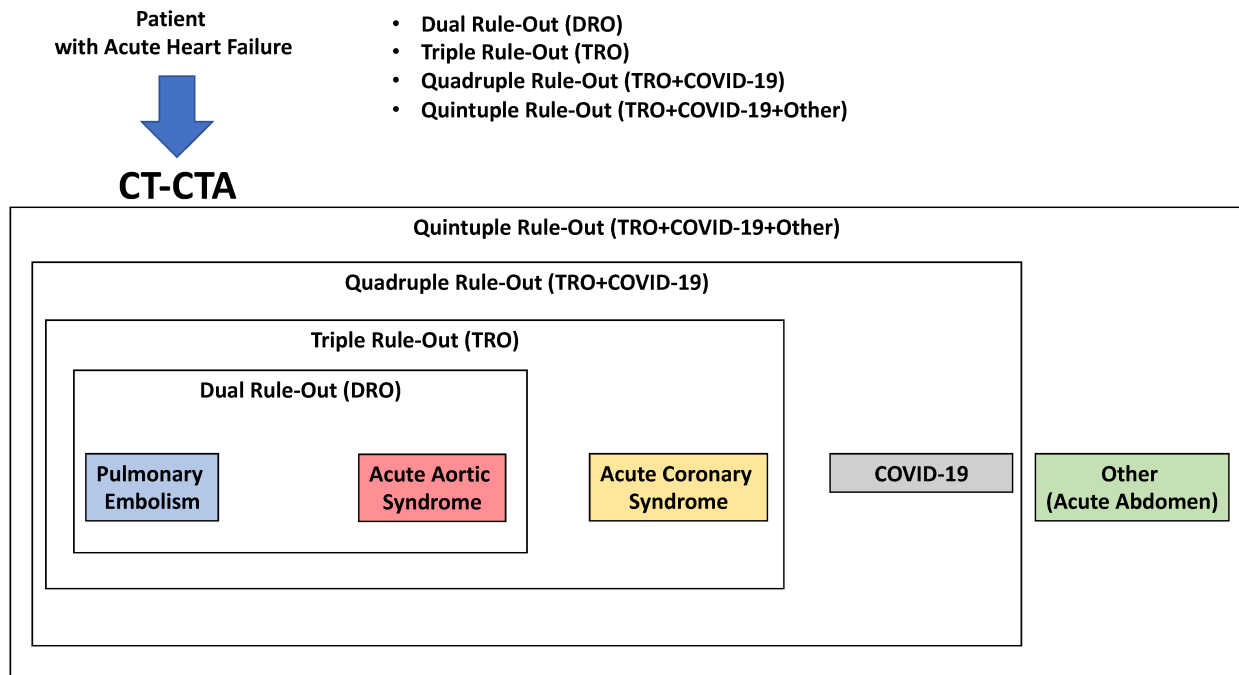 Patient
with Acute Heart Failure
• Dual Rule-Out (DRO)
• Triple Rule-Out (TRO)
• Quadruple Rule-Out (TRO+COVID-19)
• Quintuple Rule-Out (TRO+COVID-19+Other)
CT-CTA
Quintuple Rule-Out (TRO+COVID-19+Other)
Quadruple Rule-Out (TRO+COVID-19)
Triple Rule-Out (TRO)
Dual Rule-Out (DRO)
Pulmonary
Embolism
Acute Aortic
Syndrome
Acute Coronary
Syndrome
COVID-19
Other
(Acute Abdomen)